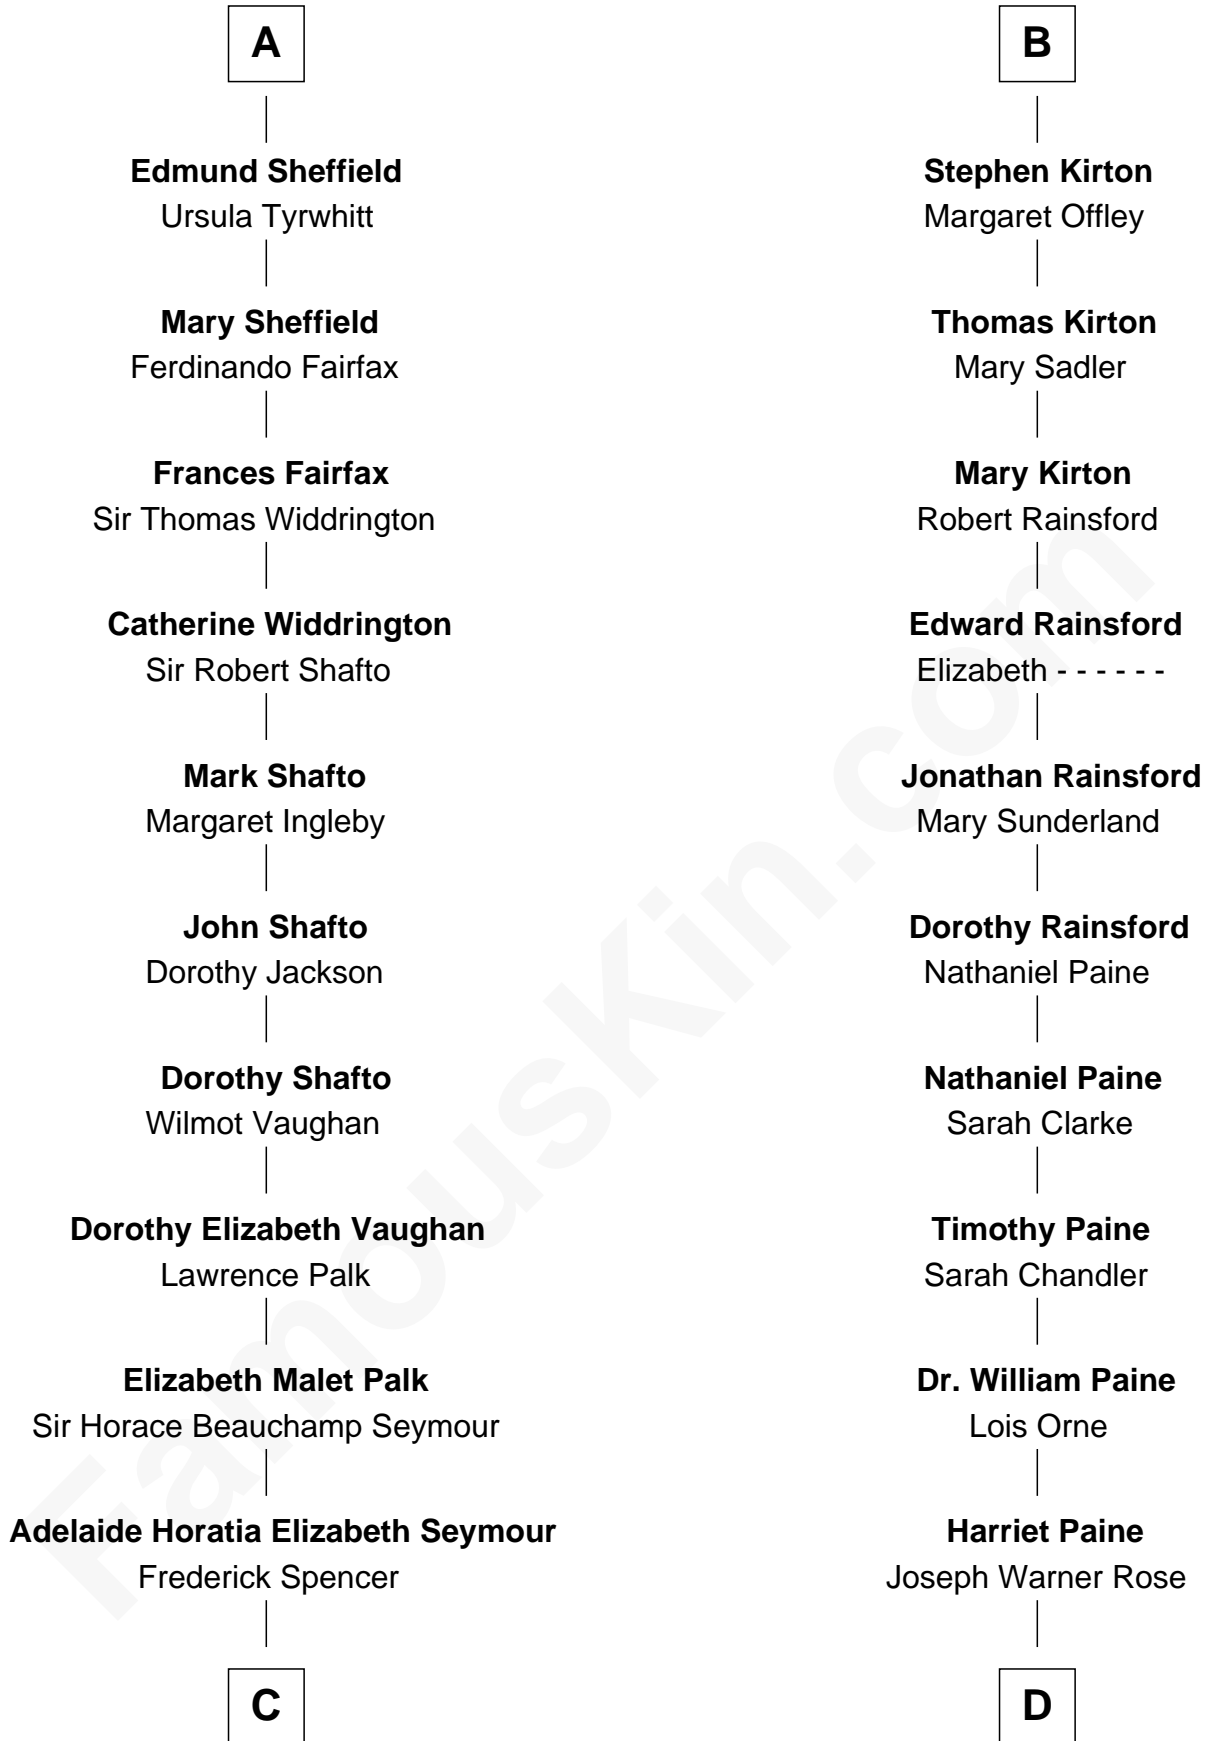 A
Edmund Sheffield
Ursula Tyrwhitt
Mary Sheffield
Ferdinando Fairfax
Frances Fairfax
Sir Thomas Widdrington
Catherine Widdrington
Sir Robert Shafto
Mark Shafto
Margaret Ingleby
John Shafto
Dorothy Jackson
Dorothy Shafto
Wilmot Vaughan
Dorothy Elizabeth Vaughan
Lawrence Palk
Elizabeth Malet Palk
Sir Horace Beauchamp Seymour
Adelaide Horatia Elizabeth Seymour
Frederick Spencer
C
B
Stephen Kirton
Margaret Offley
Thomas Kirton
Mary Sadler
Mary Kirton
Robert Rainsford
Edward Rainsford
Elizabeth - - - - - -
Jonathan Rainsford
Mary Sunderland
Dorothy Rainsford
Nathaniel Paine
Nathaniel Paine
Sarah Clarke
Timothy Paine
Sarah Chandler
Dr. William Paine
Lois Orne
Harriet Paine
Joseph Warner Rose
D
FamousKin.com